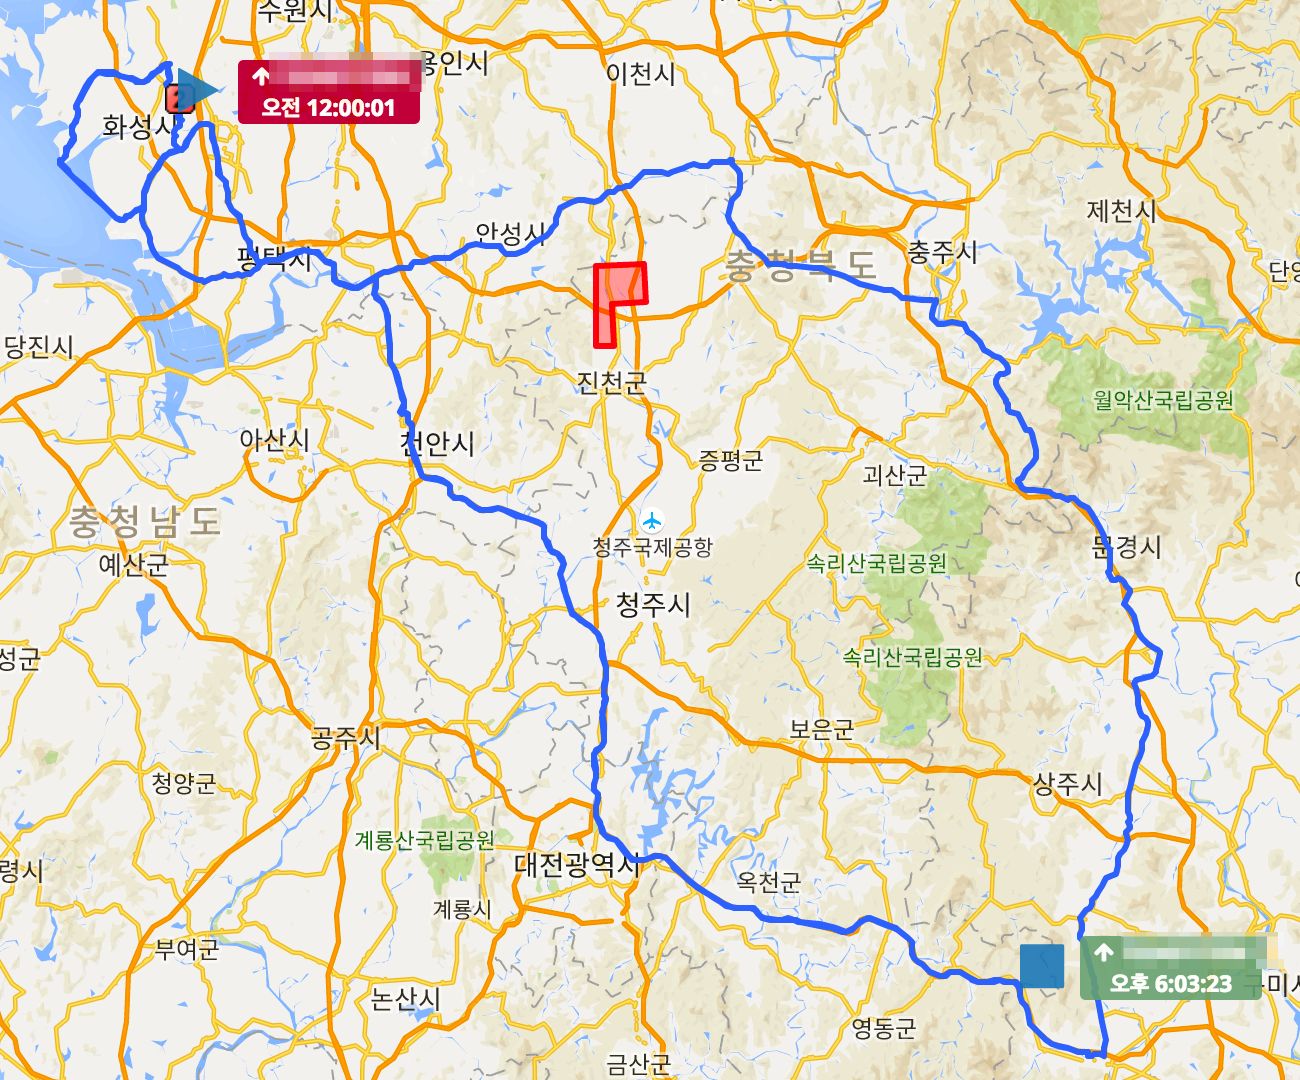 수원시
용인시
이천시
오전 12:00:01
2
화성시
제천시
안성시
평택시
충청북도
충주시
단양
당진시
진천군
월악산국립공원
아산시
천안시
증평군
괴산군
충청남도
청주국제공항
문경시
예산군
속리산국립공원
청주시
성군
속리산국립공원
공주시
보은군
청양군
상주시
계룡산국립공원
대전광역시
령시
옥천군
계룡시
부여군
오후 6:03:23
구미시
논산시
영동군
금산군